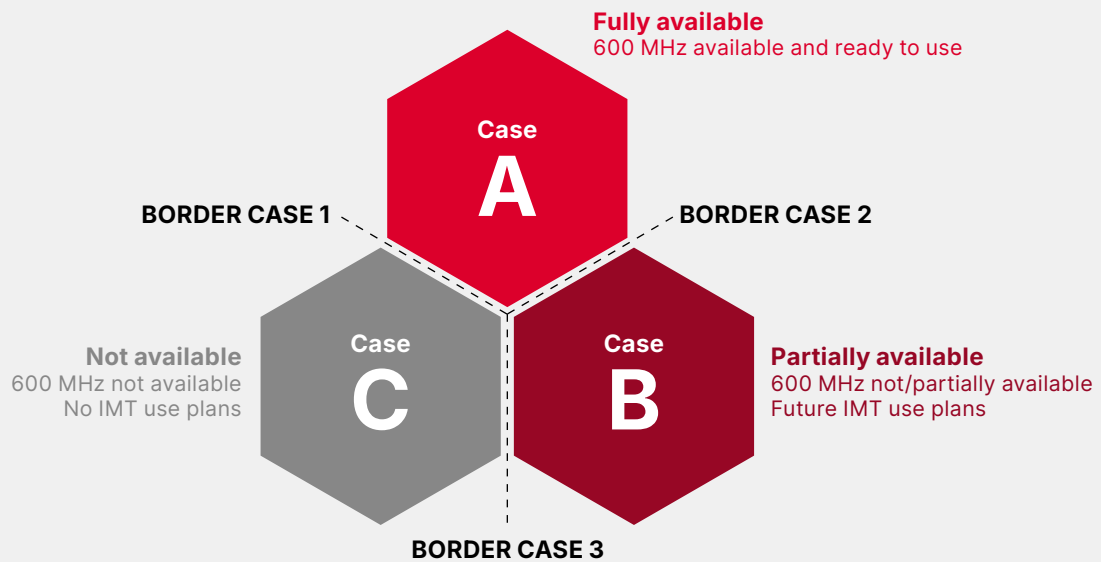 Fully available
600 MHz available and ready to use
Case
A
BORDER CASE 1
BORDER CASE 2
Case
C
Case
B
Not available
600 MHz not available
No IMT use plans
Partially available
600 MHz not/partially available
Future IMT use plans
BORDER CASE 3